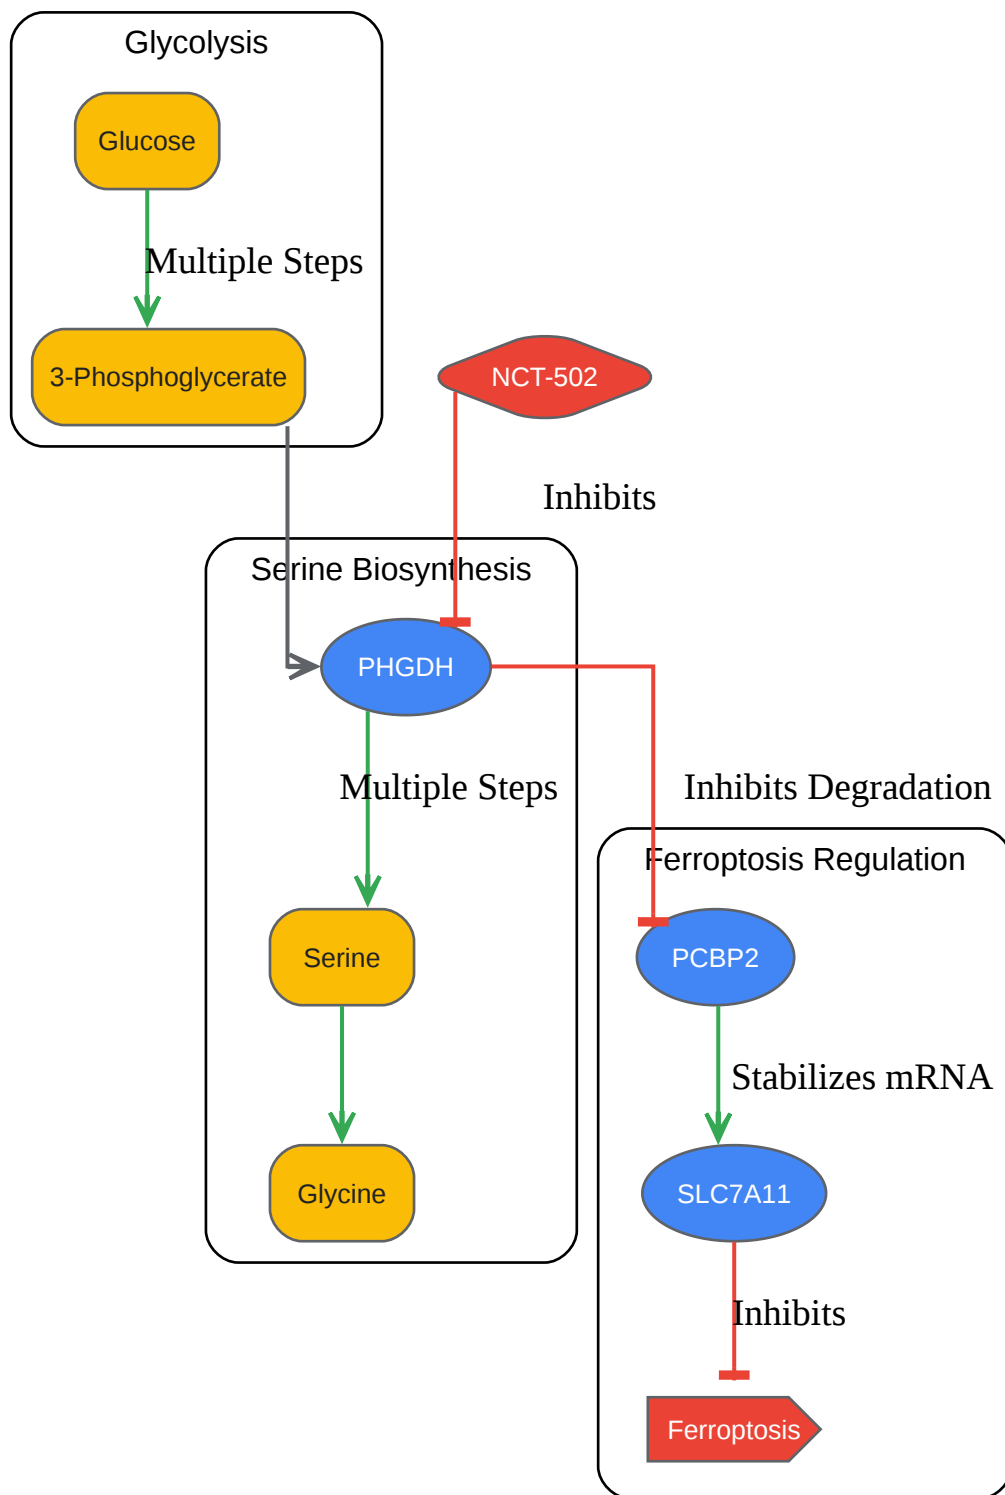 Glycolysis
Glucose
Multiple Steps
3-Phosphoglycerate
NCT-502
Inhibits
Serine Biosynthesis
PHGDH
Multiple Steps
Inhibits Degradation
Ferroptosis Regulation
Serine
PCBP2
Stabilizes mRNA
Glycine
SLC7A11
Inhibits
Ferroptosis